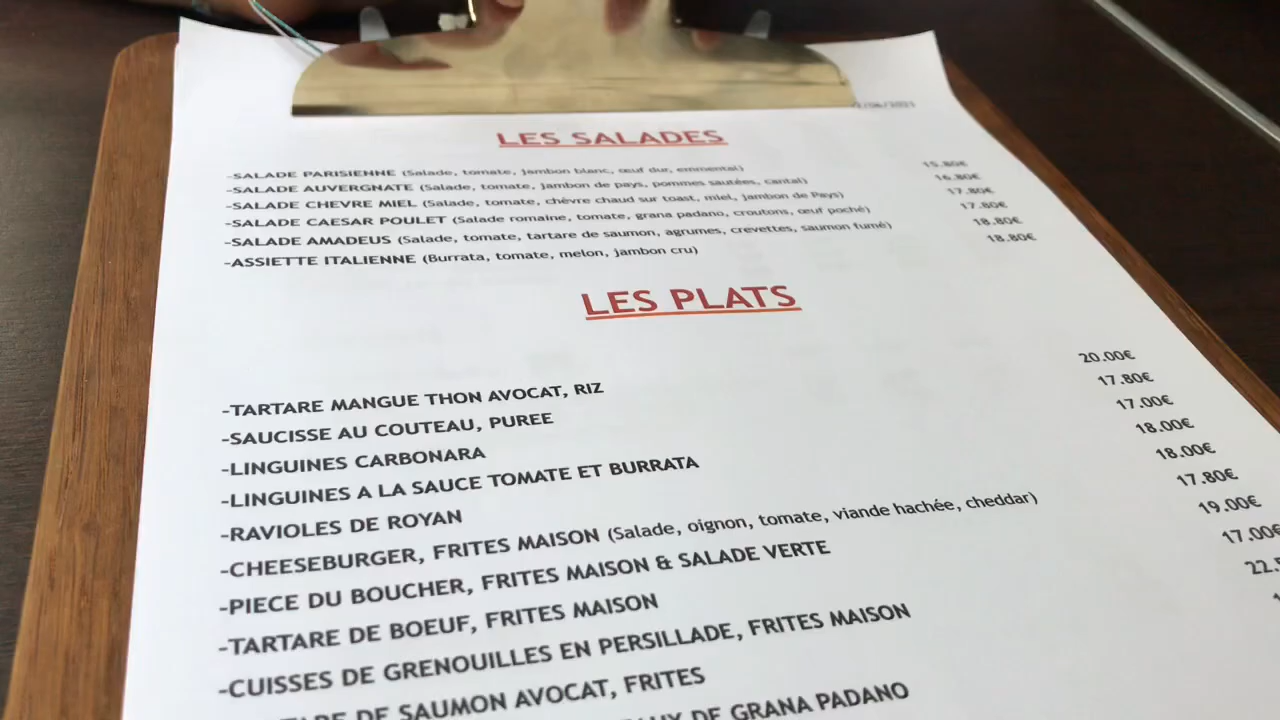 /06/2021
LES SALADES
-SALADE PARISIENNE (Salade, tomate, jambon blanc, œuf dur, emmental) 15.80€
-SALADE AUVERGNATE (Salade, tomate, jambon de pays, pommes sautées, cantal) 16.80€
-SALADE CHEVRE MIEL (Salade, tomate, chèvre chaud sur toast, miel, jambon de Pays) 17.80€
-SALADE CAESAR POULET (Salade romaine, tomate, grana padano, croutons, œuf poché) 17.80€
-SALADE AMADEUS (Salade, tomate, tartare de saumon, agrumes, crevettes, saumon fumé) 18.80€
-ASSIETTE ITALIENNE (Burrata, tomate, melon, jambon cru) 18.80€
LES PLATS
-TARTARE MANGUE THON AVOCAT, RIZ 20.00€
-SAUCISSE AU COUTEAU, PUREE 17.80€
-LINGUINES CARBONARA 17.00€
-LINGUINES A LA SAUCE TOMATE ET BURRATA 18.00€
-RAVIOLES DE ROYAN 18.00€
-CHEESEBURGER, FRITES MAISON (Salade, oignon, tomate, viande hachée, cheddar) 17.80€
-PIECE DU BOUCHER, FRITES MAISON & SALADE VERTE 19.00€
-TARTARE DE BOEUF, FRITES MAISON 17.00€
-CUISSES DE GRENOUILLES EN PERSILLADE, FRITES MAISON 22.5
DE SAUMON AVOCAT, FRITES
DE GRANA PADANO